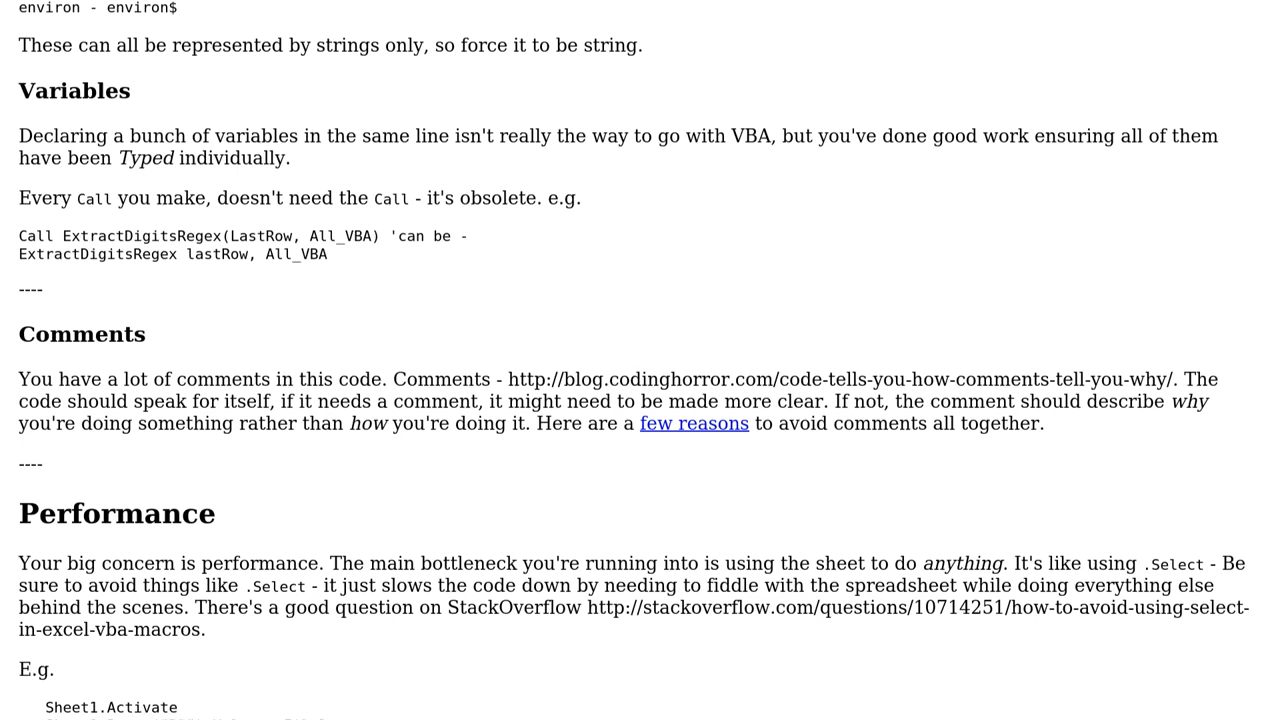 environ - environ$
These can all be represented by strings only, so force it to be string.
Variables
Declaring a bunch of variables in the same line isn't really the way to go with VBA, but you've done good work ensuring all of them
have been Typed individually.
Every Call you make, doesn't need the Call - it's obsolete. e.g.
Call ExtractDigitsRegex(LastRow, All_VBA) 'can be -
ExtractDigitsRegex lastRow, All_VBA
----
Comments
You have a lot of comments in this code. Comments - http://blog.codinghorror.com/code-tells-you-how-comments-tell-you-why/. The
code should speak for itself, if it needs a comment, it might need to be made more clear. If not, the comment should describe why
you're doing something rather than how you're doing it. Here are a few reasons to avoid comments all together.
----
Performance
Your big concern is performance. The main bottleneck you're running into is using the sheet to do anything. It's like using .Select - Be
sure to avoid things like .Select - it just slows the code down by needing to fiddle with the spreadsheet while doing everything else
behind the scenes. There's a good question on StackOverflow http://stackoverflow.com/questions/10714251/how-to-avoid-using-select-
in-excel-vba-macros.
E.g.
Sheet1.Activate